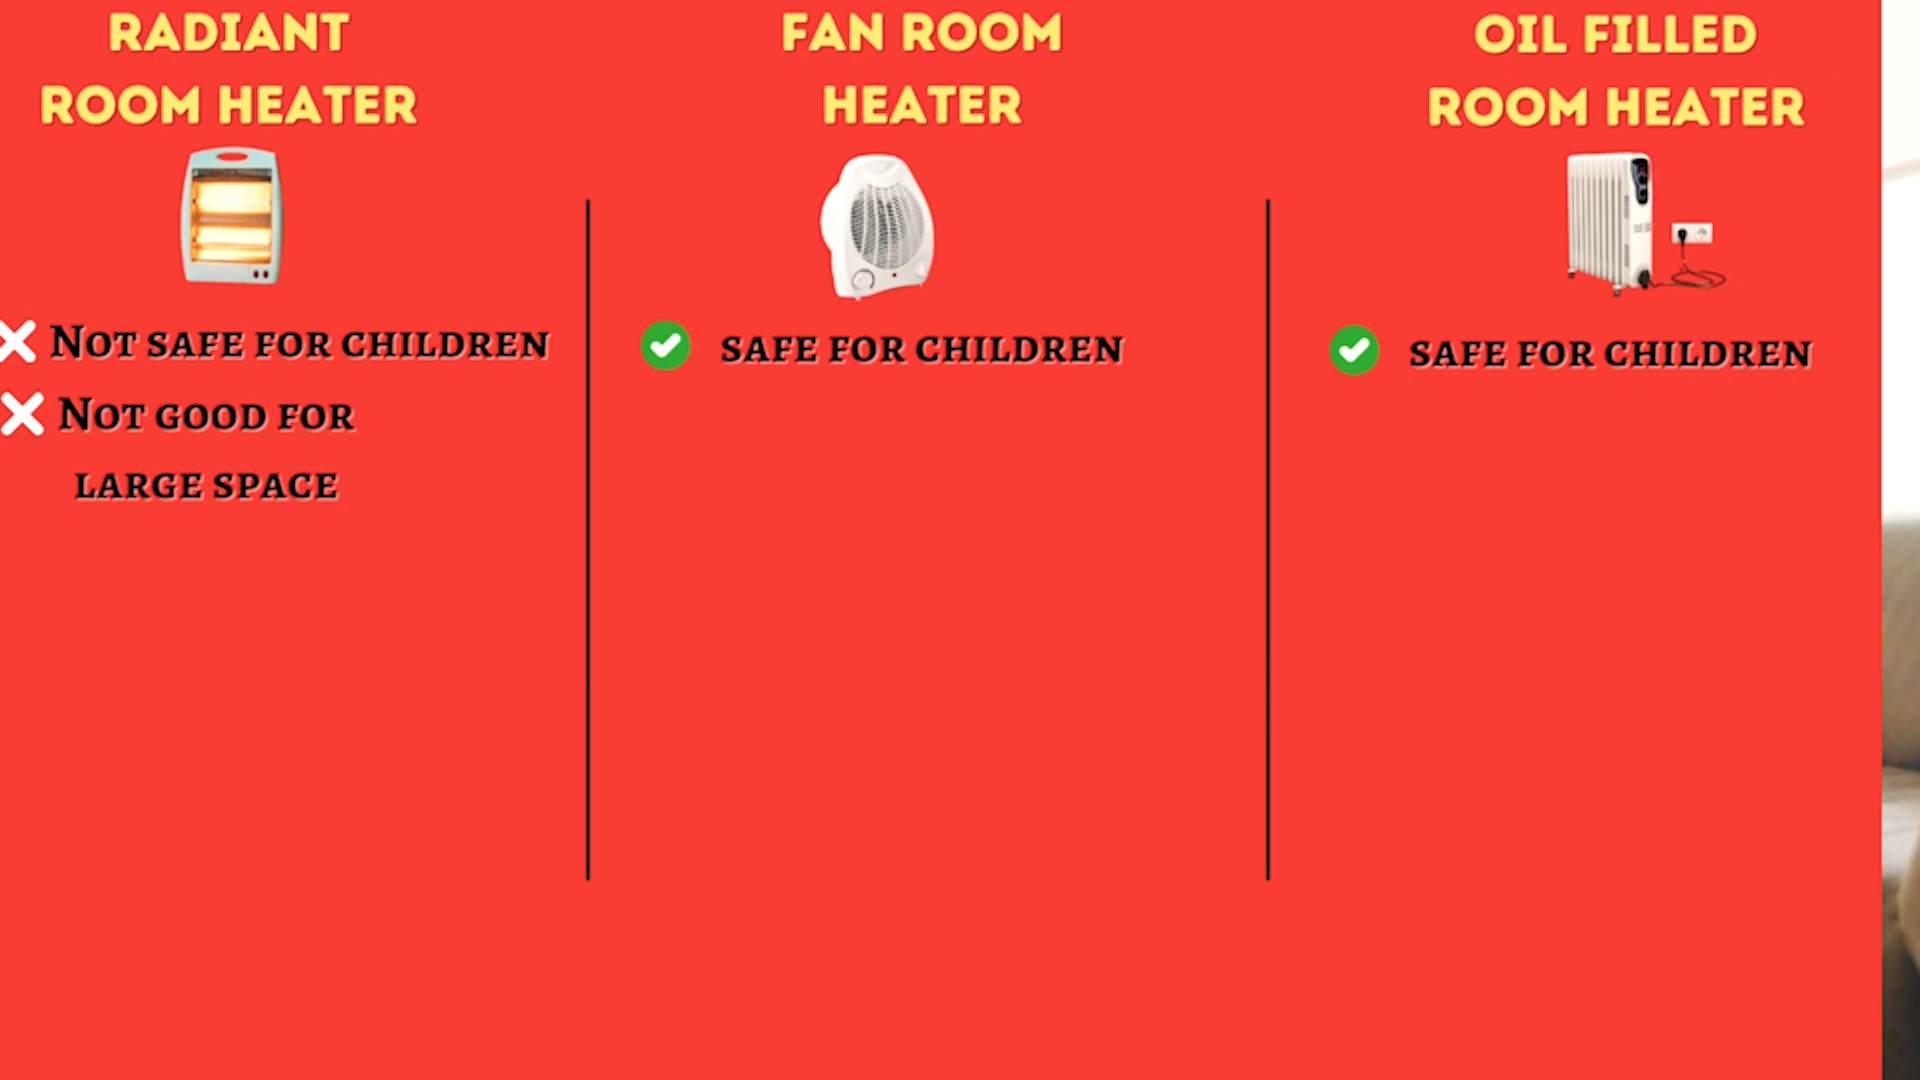 RADIANT
ROOM HEATER
Not safe for children
Not good for
large space
FAN ROOM
HEATER
safe for children
OIL FILLED
ROOM HEATER
safe for children